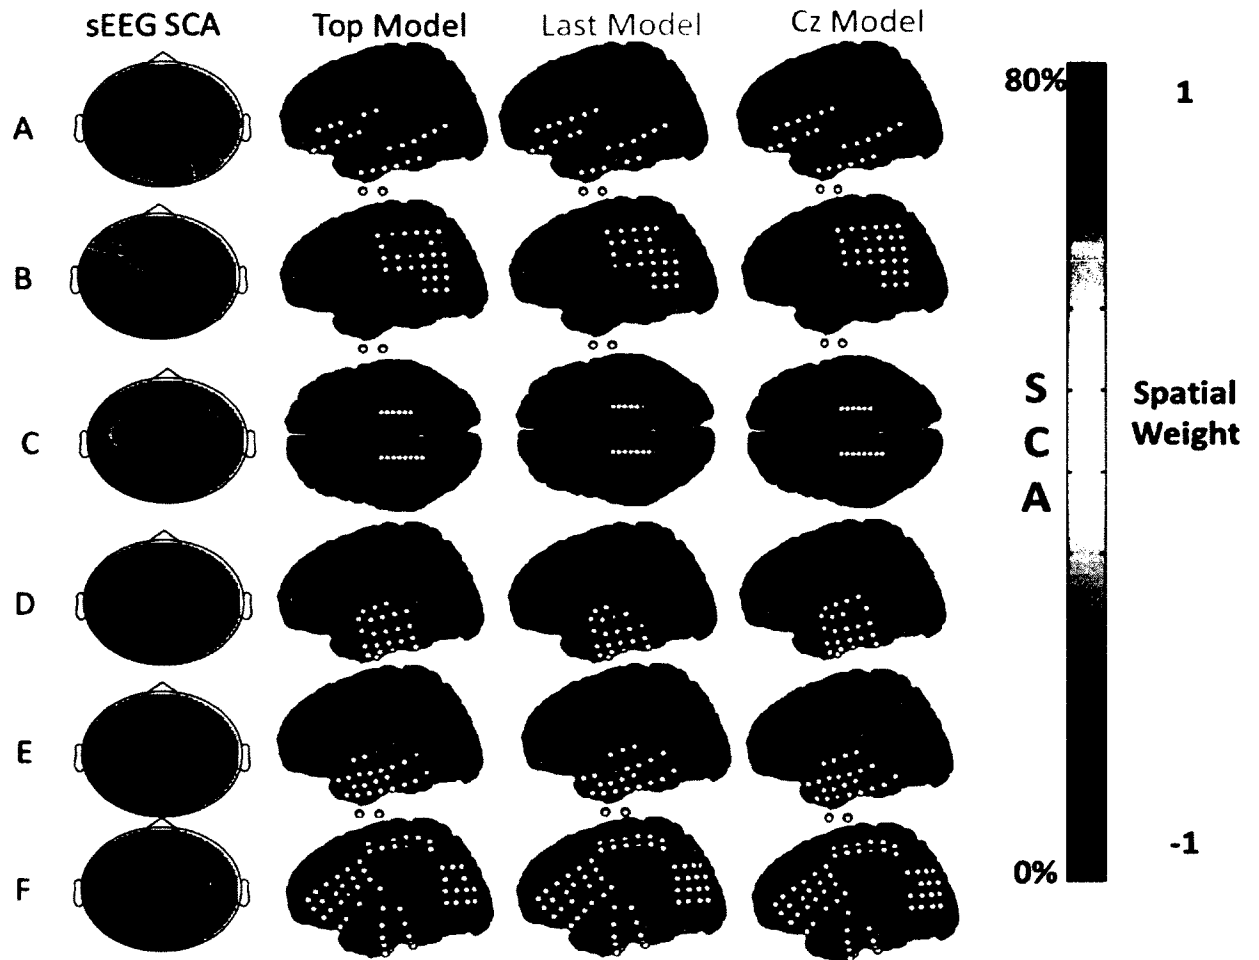 sEEG SCA Top Model Last Model Cz Model
80% 1
A
B
C
D
E
F
S
C
A
Spatial
Weight
0% -1